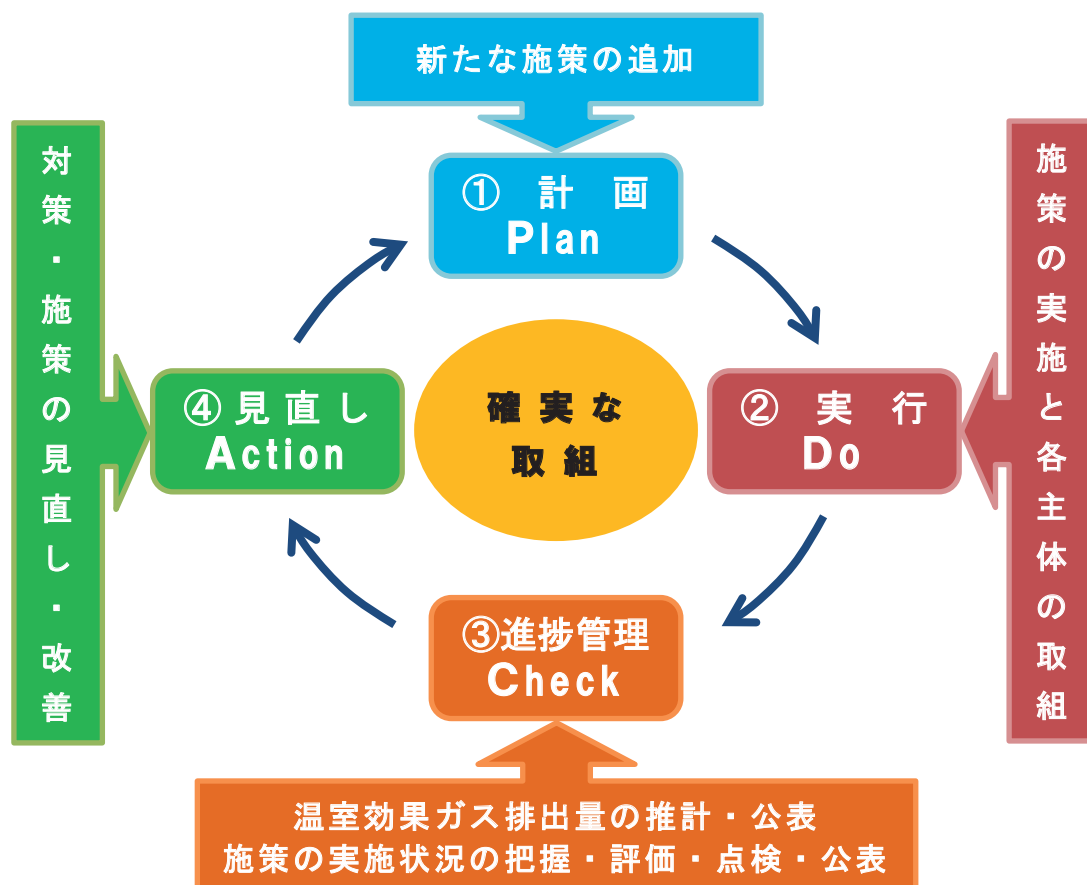 新たな施策の追加
① 計 画
Plan
対策・施策の見直し・改善
施策の実施と各主体の取組
④見直し
Action
確実な
取組
② 実 行
Do
③進捗管理
Check
温室効果ガス排出量の推計・公表
施策の実施状況の把握・評価・点検・公表